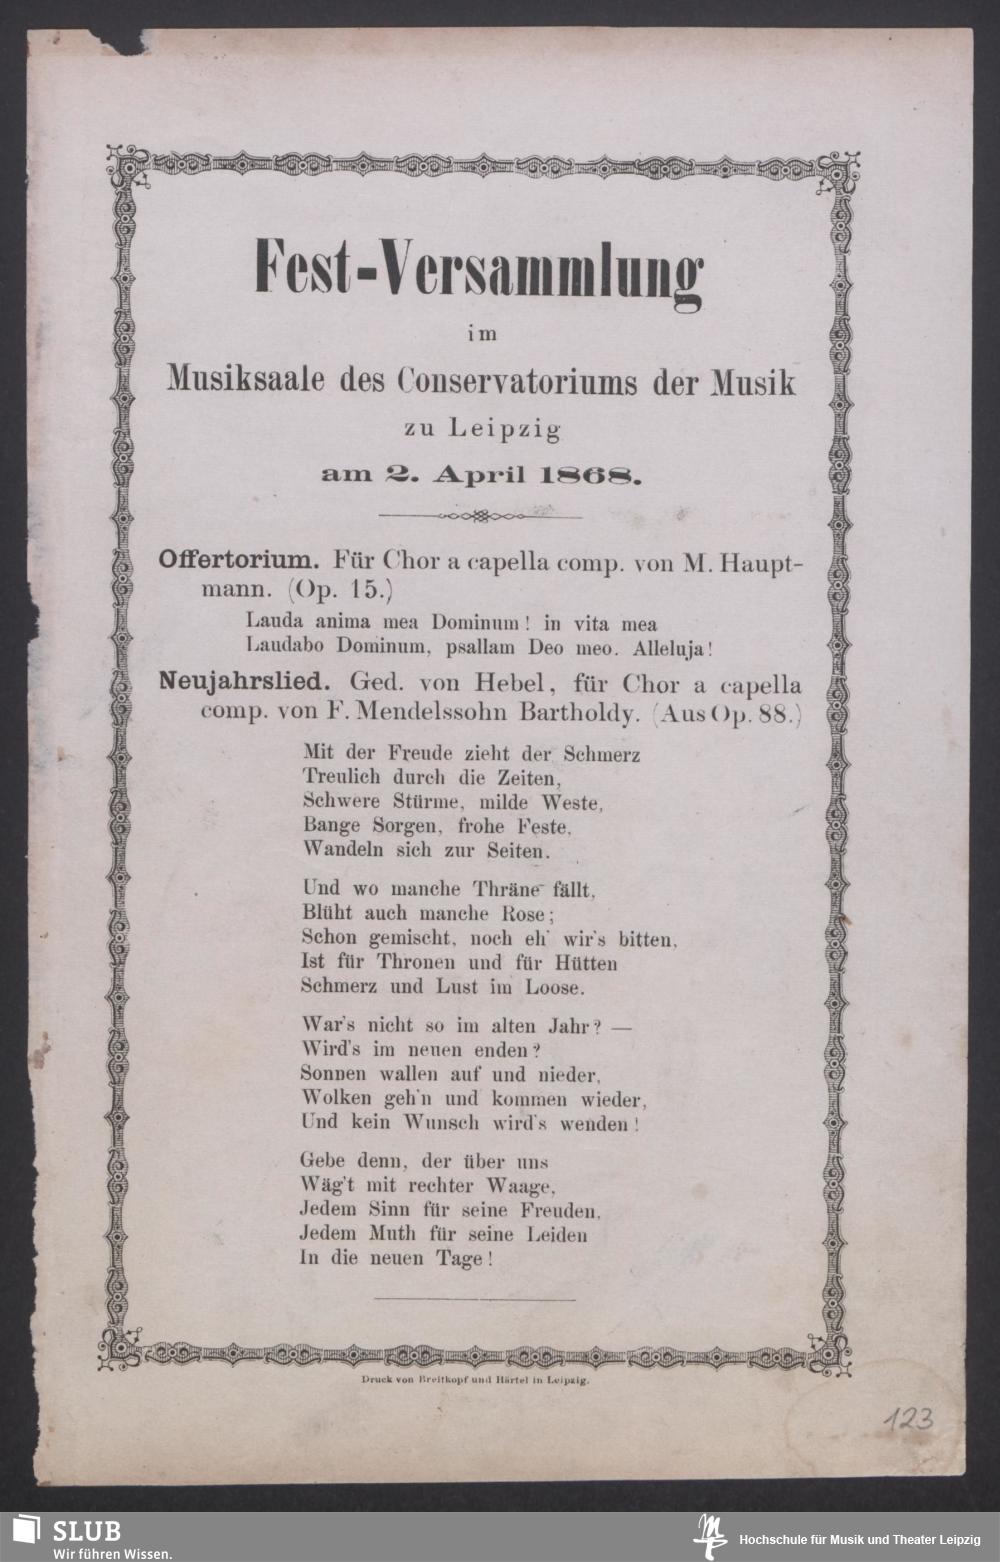 Fest-Versammlung
im
Musiksaale des Conservatoriums der Musik
zu Leipzig
am 2. April 1868.
Offertorium. Für Chor a capella comp. von M. Haupt-
mann. (Op. 15.)
Lauda anima mea Dominum! in vita mea
Laudabo Dominum, psallam Deo meo. Alleluja!
Neujahrslied. Ged. von Hebel, für Chor a capella
comp. von F. Mendelssohn Bartholdy. (Aus Op. 88.)
Mit der Freude zieht der Schmerz
Treulich durch die Zeiten,
Schwere Stürme, milde Weste,
Bange Sorgen, frohe Feste,
Wandeln sich zur Seiten.
Und wo manche Thräne fällt,
Blüht auch manche Rose;
Schon gemischt, noch eh' wir's bitten,
Ist für Thronen und für Hütten
Schmerz und Lust im Loose.
War's nicht so im alten Jahr? —
Wird's im neuen enden?
Sonnen wallen auf und nieder,
Wolken geh'n und kommen wieder,
Und kein Wunsch wird's wenden!
Gebe denn, der über uns
Wäg't mit rechter Waage,
Jedem Sinn für seine Freuden,
Jedem Muth für seine Leiden
In die neuen Tage!
Druck von Breitkopf und Härtel in Leipzig.
123
SLUB
Wir führen Wissen.
Hochschule für Musik und Theater Leipzig